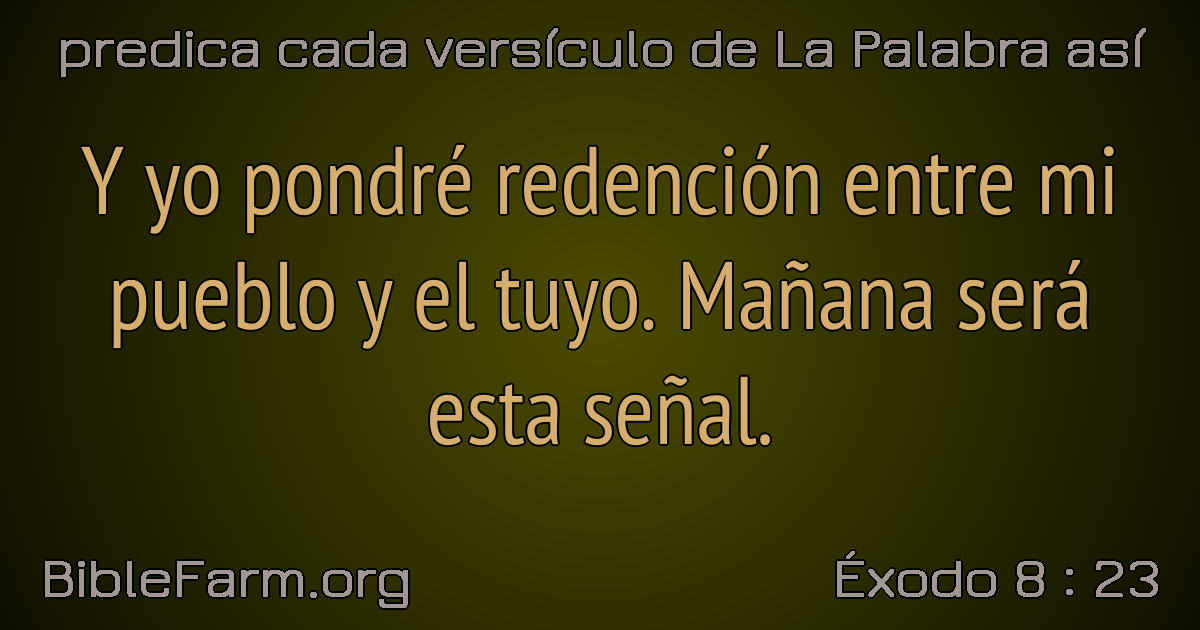 predica cada versículo de La Palabra así
Y yo pondré redención entre mi
pueblo y el tuyo. Mañana será
esta señal.
BibleFarm.org
Éxodo 8 : 23